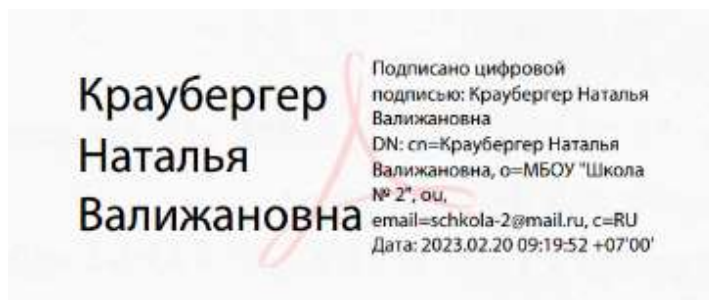 Краубергер
Наталья
Валижановна
Подписано цифровой
подписью: Краубергер Наталья
Валижановна
DN: cn=Краубергер Наталья
Валижановна, o=МБОУ "Школа
№ 2", ou,
email=schkola-2@mail.ru, c=RU
Дата: 2023.02.20 09:19:52 +07'00'